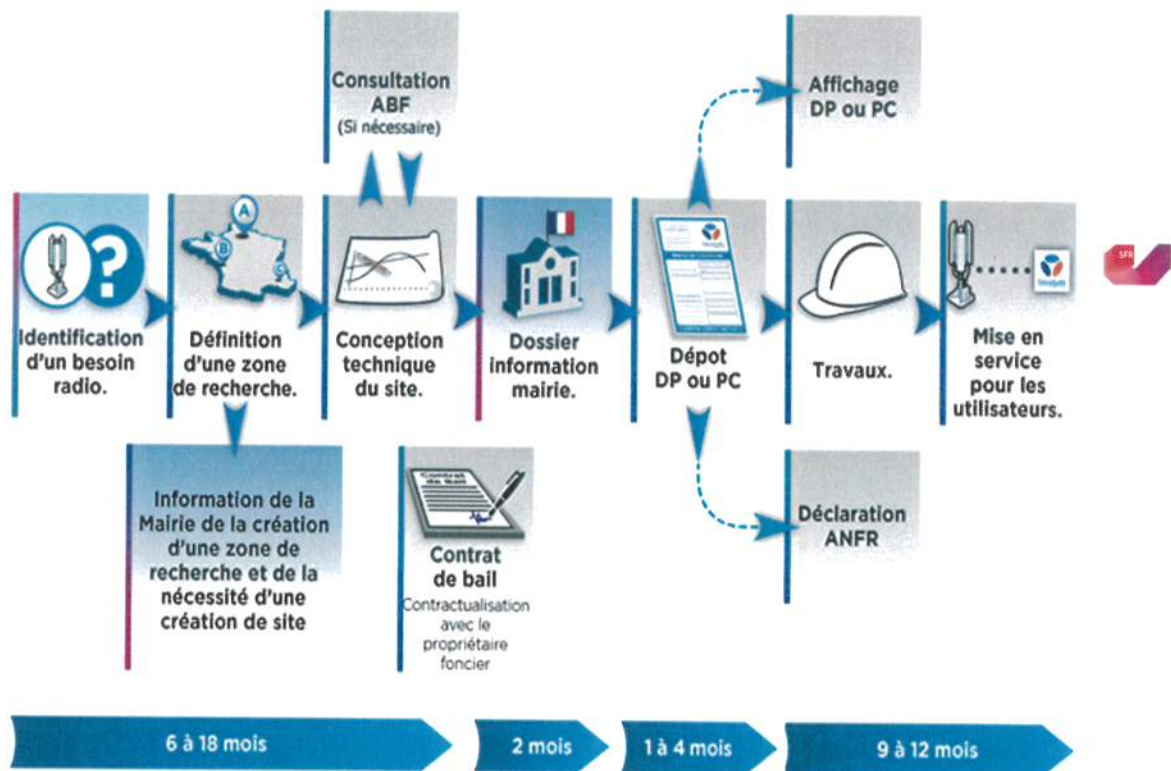 Consultation
ABF
(Si nécessaire)
Affichage
DP ou PC
A
B
C
?
Identification
d'un besoin
radio.
Définition
d'une zone
de recherche.
Conception
technique
du site.
Dossier
information
mairie.
Dépot
DP ou PC
Travaux.
Mise en
service
pour les
utilisateurs.
SFR
Information de la
Mairie de la création
d'une zone de
recherche et de la
nécessité d'une
création de site
Contrat
de Bail
Contrat
de bail
Contractualisation
avec le
propriétaire
foncier
Déclaration
ANFR
6 à 18 mois
2 mois
1 à 4 mois
9 à 12 mois